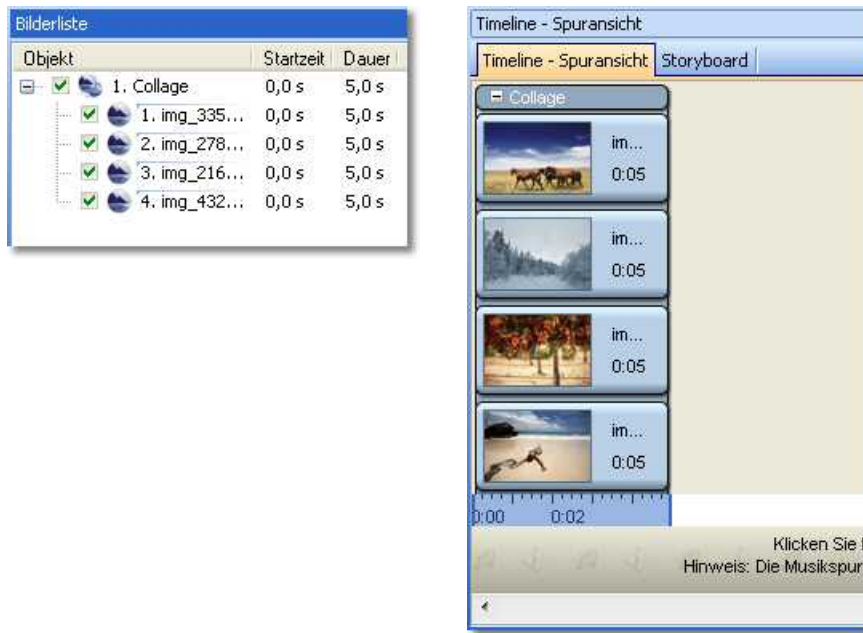 Bilderliste
Objekt Startzeit Dauer
1. Collage 0,0 s 5,0 s
1. img_335... 0,0 s 5,0 s
2. img_278... 0,0 s 5,0 s
3. img_216... 0,0 s 5,0 s
4. img_432... 0,0 s 5,0 s
Timeline - Spuransicht
Timeline - Spuransicht Storyboard
Collage
im...
0:05
im...
0:05
im...
0:05
im...
0:05
0:00 0:02
Klicken Sie
Hinweis: Die Musikspur